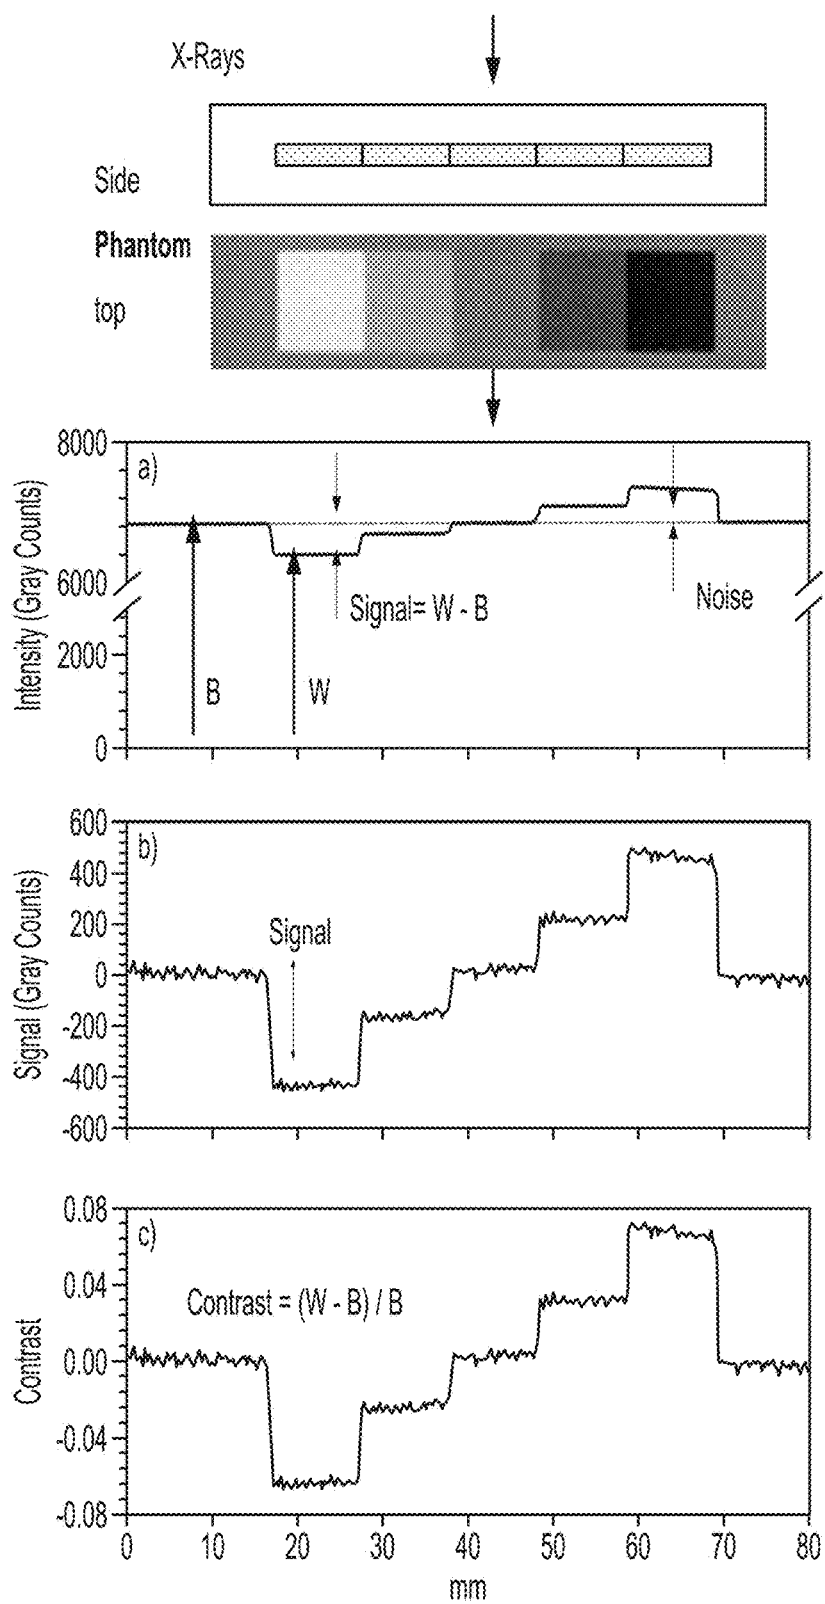 X-Rays
Side
Phantom
top
8000
a)
6000
Signal= W - B
Noise
2000
B
W
0
Intensity (Gray Counts)
600
b)
400
200
Signal
0
-200
-400
-600
Signal (Gray Counts)
0.08
c)
0.04
Contrast = (W - B) / B
0.00
-0.04
-0.08
Contrast
0 10 20 30 40 50 60 70 80
mm